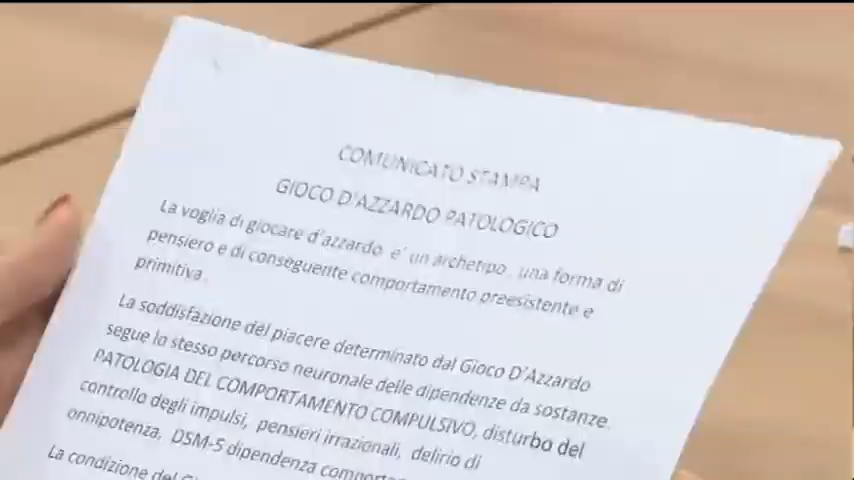 COMUNICATO STAMPA
GIOCO D'AZZARDO PATOLOGICO
La voglia di giocare d'azzardo e' un archetipo, una forma di
pensiero e di conseguente comportamento preesistente e
primitiva.
La soddisfazione del piacere determinato dal Gioco D'Azzardo
segue lo stesso percorso neuronale delle dipendenze da sostanze.
PATOLOGIA DEL COMPORTAMENTO COMPULSIVO, disturbo del
controllo degli impulsi, pensieri irrazionali, delirio di
onnipotenza, DSM-5 dipendenza
La condizione del